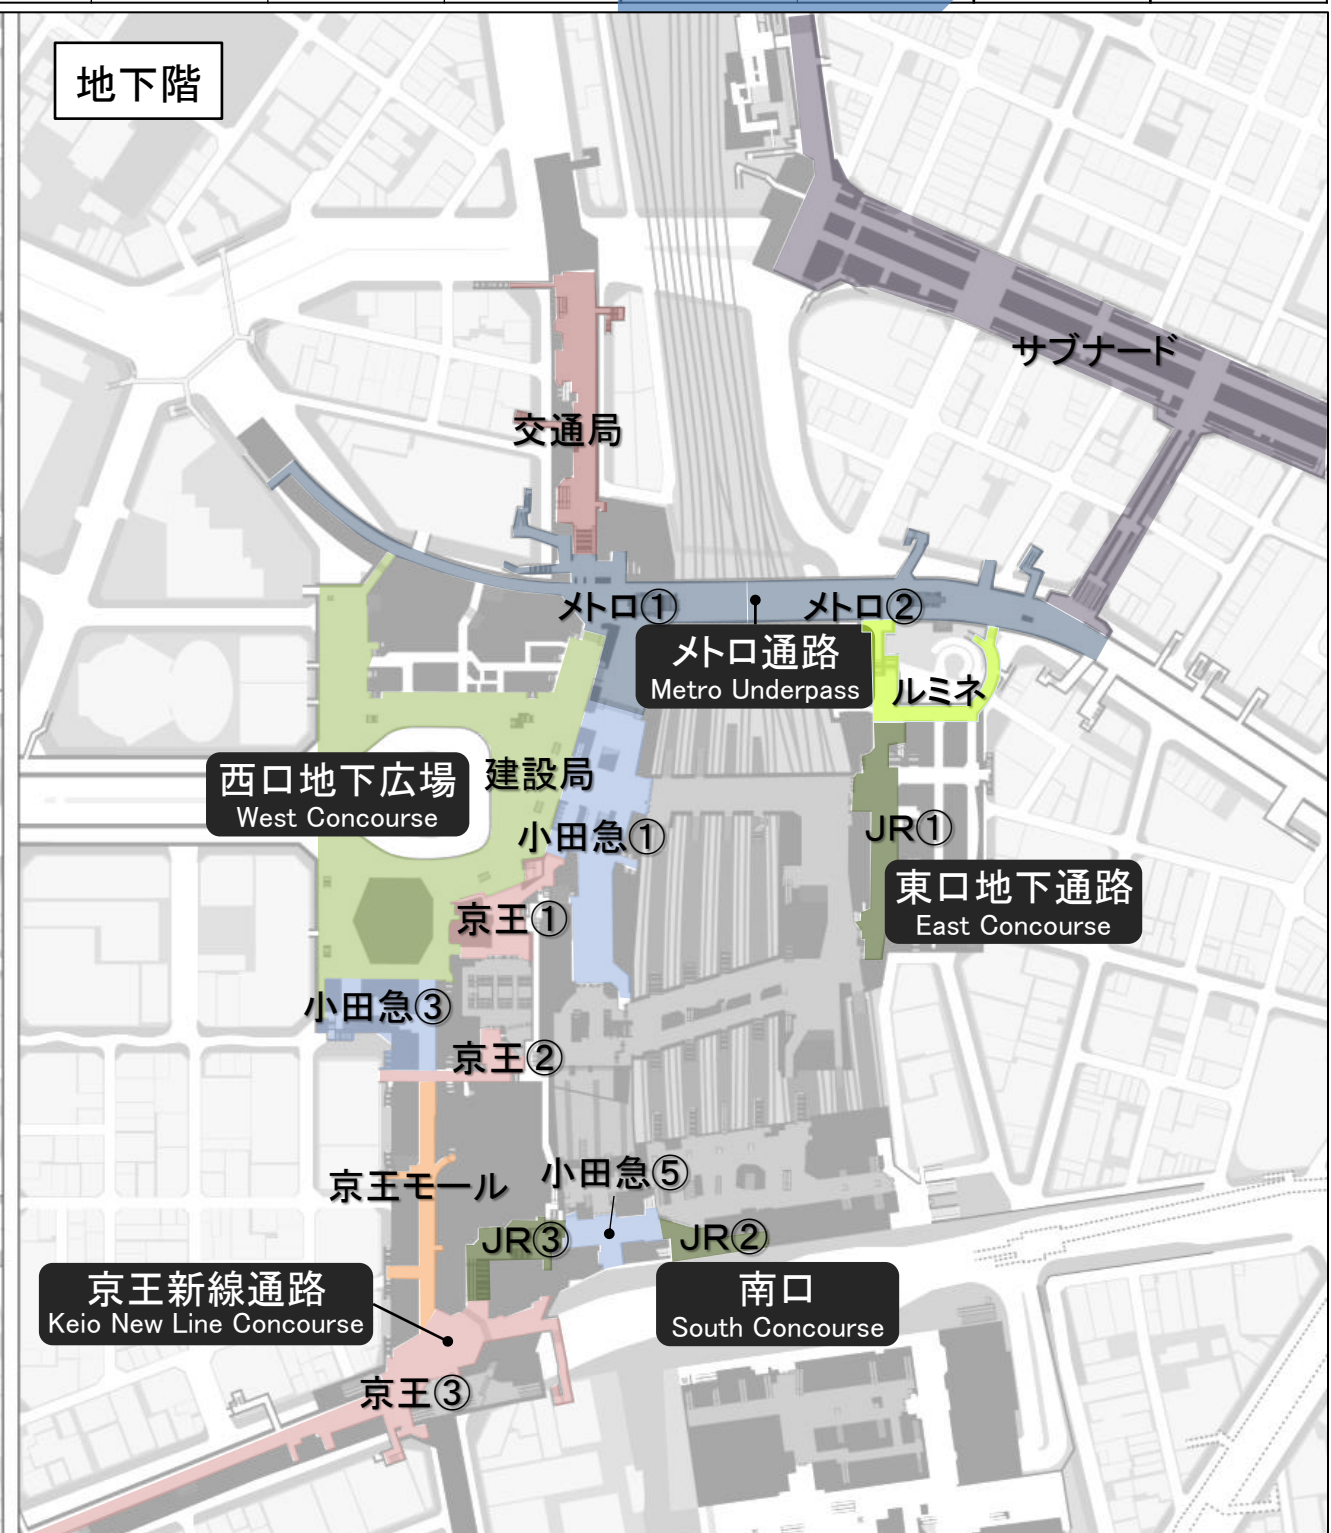 地下階
サブナード
交通局
メトロ①
メトロ②
メトロ通路
Metro Underpass
ルミネ
西口地下広場
West Concourse
建設局
小田急①
JR①
東口地下通路
East Concourse
京王①
小田急③
京王②
京王モール
小田急⑤
JR③
JR②
京王新線通路
Keio New Line Concourse
南口
South Concourse
京王③